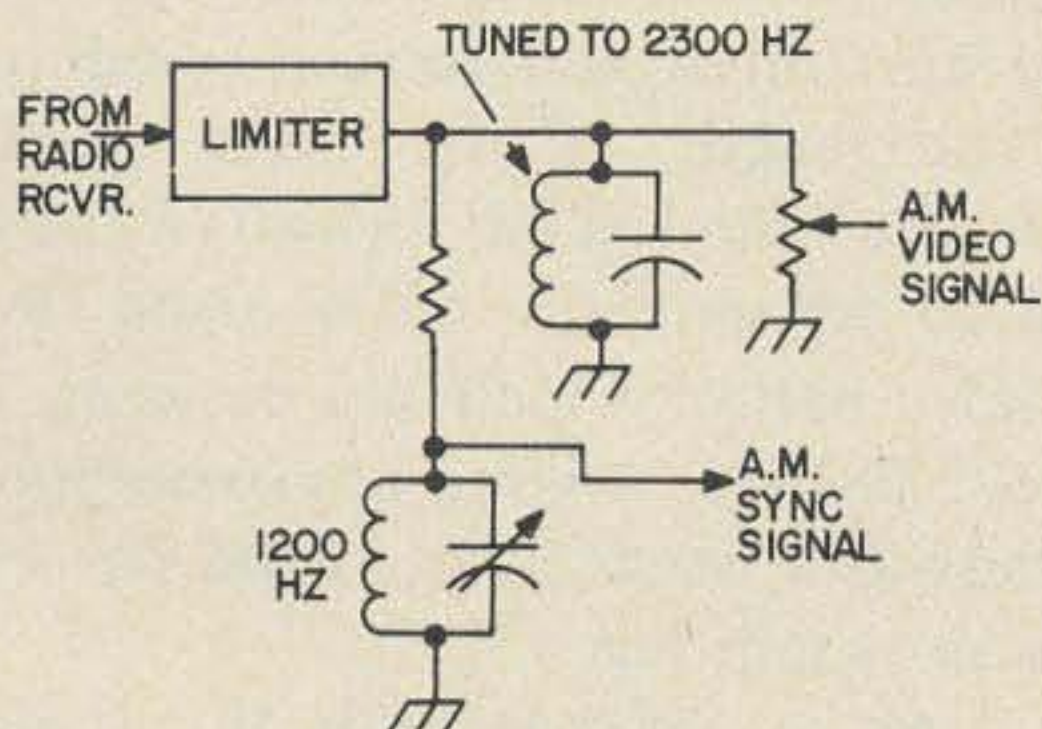 TUNED TO 2300 HZ
FROM
RADIO
RCVR.
LIMITER
A.M.
VIDEO
SIGNAL
A.M.
SYNC
SIGNAL
1200
HZ